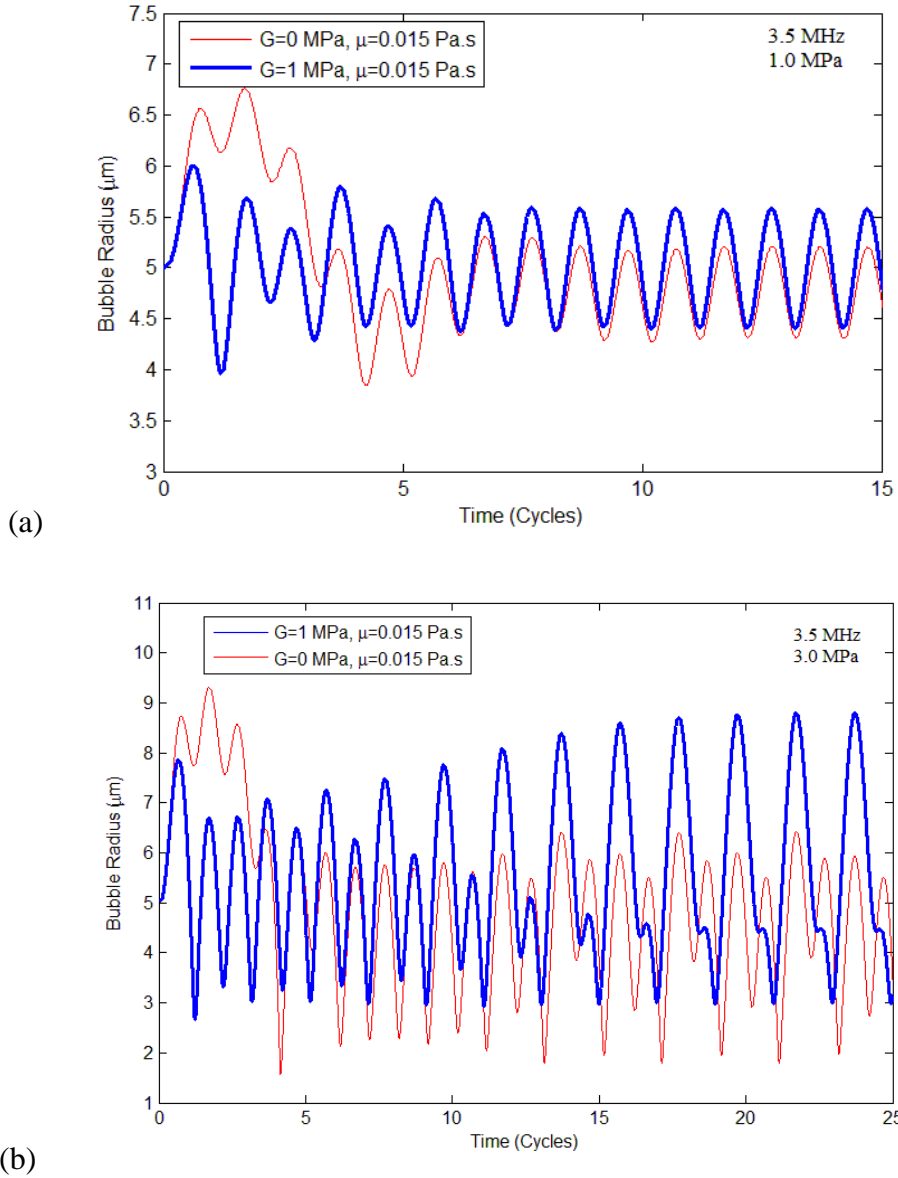 7.5
G=0 MPa, μ=0.015 Pa.s
G=1 MPa, μ=0.015 Pa.s
3.5 MHz
1.0 MPa
7
6.5
6
5.5
5
4.5
4
3.5
3
Bubble Radius (μm)
0
5
10
15
Time (Cycles)
(a)
11
G=1 MPa, μ=0.015 Pa.s
G=0 MPa, μ=0.015 Pa.s
3.5 MHz
3.0 MPa
10
9
8
7
6
5
4
3
2
1
Bubble Radius (μm)
0
5
10
15
20
25
Time (Cycles)
(b)